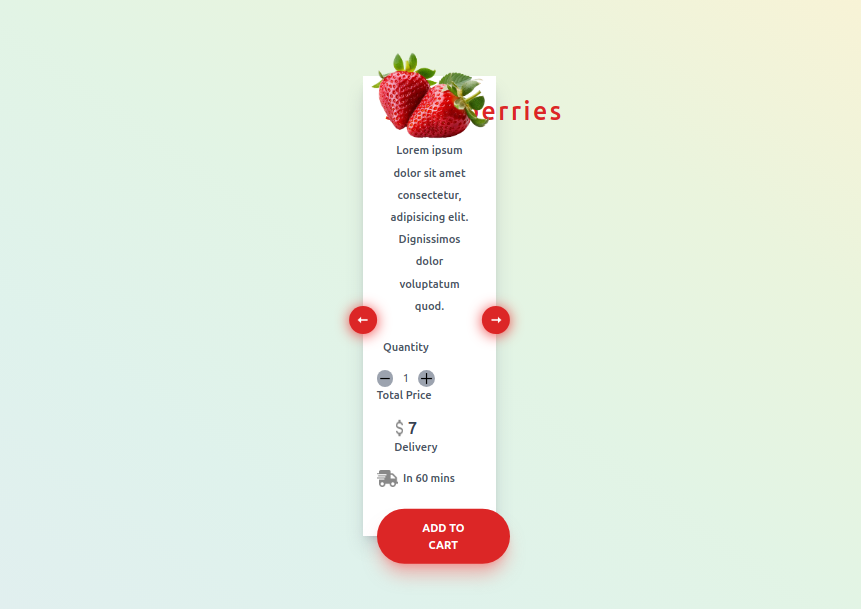 erries
Lorem ipsum
dolor sit amet
consectetur,
adipisicing elit.
Dignissimos
dolor
voluptatum
quod.
← →
Quantity
1
Total Price
$ 7
Delivery
In 60 mins
ADD TO
CART